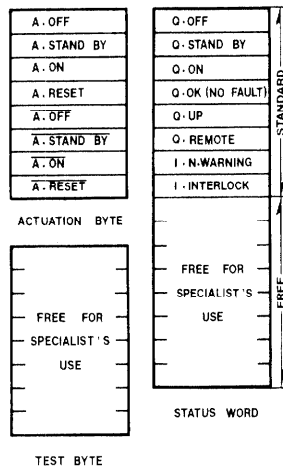 A. OFF
A. STAND BY
A. ON
A. RESET
A. OFF
A. STAND BY
A. ON
A. RESET
ACTUATION BYTE
FREE FOR
SPECIALIST'S
USE
TEST BYTE
Q. OFF
Q. STAND BY
Q. ON
Q. OK (NO FAULT)
Q. UP
Q. REMOTE
I. N-WARNING
I. INTERLOCK
FREE FOR
SPECIALIST'S
USE
STATUS WORD
STANDARD
FREE